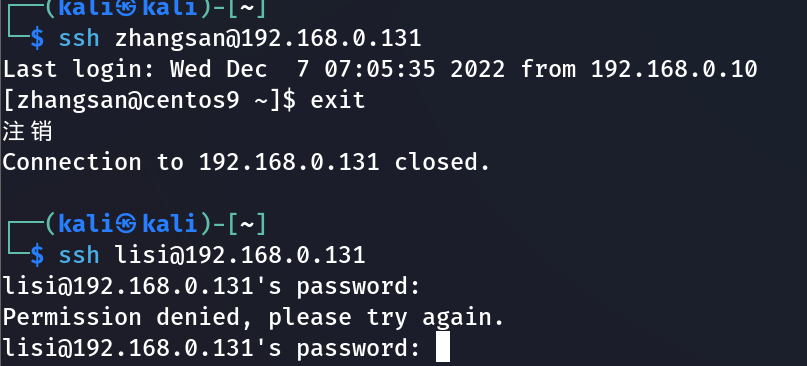 ┌──(kali㉿kali)-[~]
└─$ ssh zhangsan@192.168.0.131
Last login: Wed Dec  7 07:05:35 2022 from 192.168.0.10
[zhangsan@centos9 ~]$ exit
注销
Connection to 192.168.0.131 closed.
┌──(kali㉿kali)-[~]
└─$ ssh lisi@192.168.0.131
lisi@192.168.0.131's password:
Permission denied, please try again.
lisi@192.168.0.131's password: